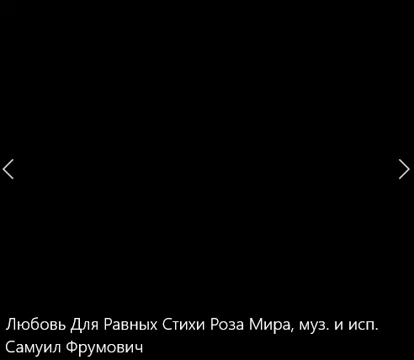 Любовь Для Равных Стихи Роза Мира, муз. и исп.
Самуил Фрумович